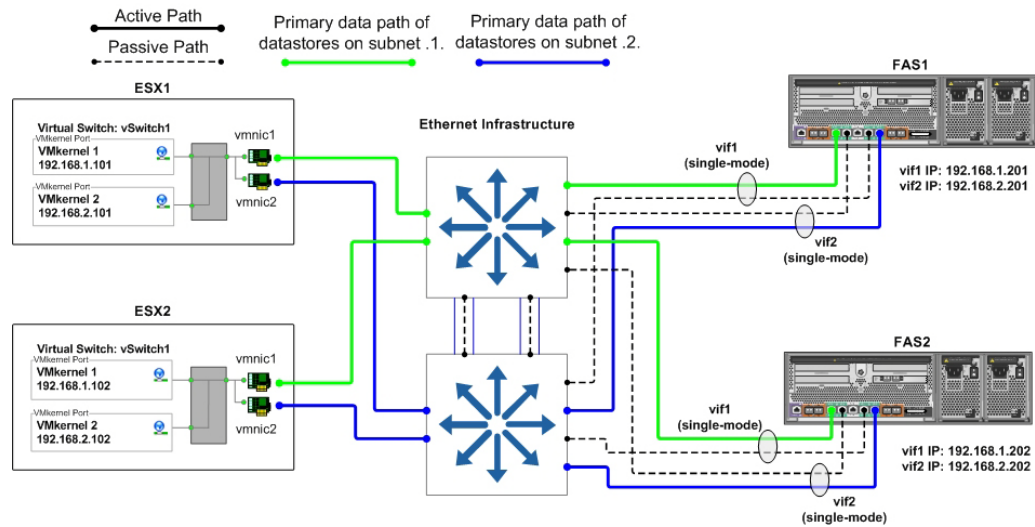 Active Path
Passive Path
Primary data path of
datastores on subnet .1.
Primary data path of
datastores on subnet .2.
ESX1
Virtual Switch: vSwitch1
VMkernel Port
VMkernel 1
192.168.1.101
VMkernel Port
VMkernel 2
192.168.2.101
vmnic1
vmnic2
Ethernet Infrastructure
vif1
(single-mode)
vif2
(single-mode)
FAS1
vif1 IP: 192.168.1.201
vif2 IP: 192.168.2.201
ESX2
Virtual Switch: vSwitch1
VMkernel Port
VMkernel 1
192.168.1.102
VMkernel Port
VMkernel 2
192.168.2.102
vmnic1
vmnic2
vif1
(single-mode)
vif2
(single-mode)
FAS2
vif1 IP: 192.168.1.202
vif2 IP: 192.168.2.202